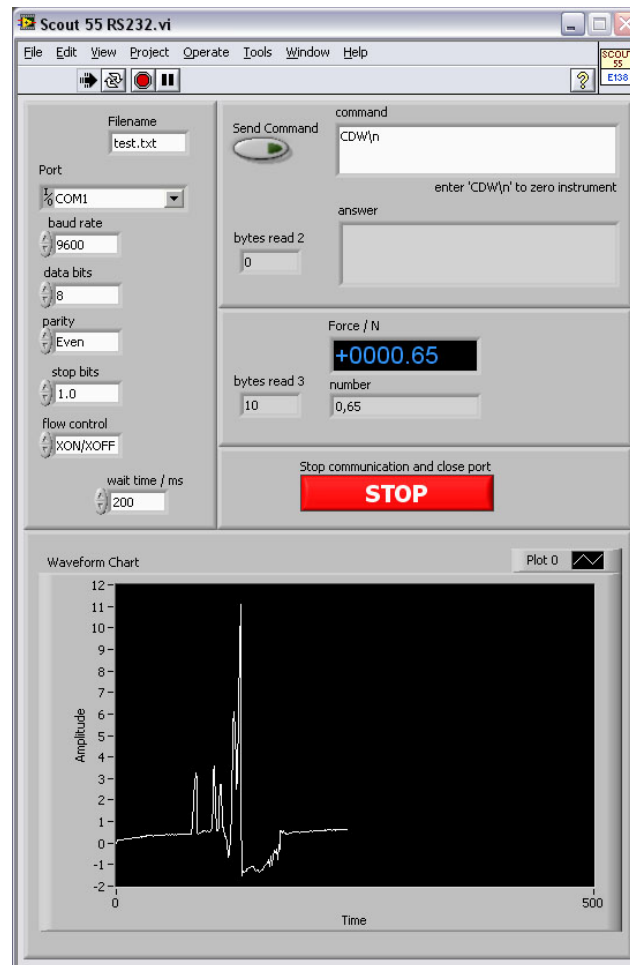 Scout 55 RS232.vi
File Edit View Project Operate Tools Window Help
SCOUT
55
E138
Filename
test.txt
Port
I/O COM1
baud rate
9600
data bits
8
parity
Even
stop bits
1.0
flow control
XON/XOFF
wait time / ms
200
Send Command
command
CDW\n
enter 'CDW\n' to zero instrument
bytes read 2
0
answer
Force / N
+0000.65
bytes read 3
10
number
0,65
Stop communication and close port
STOP
Waveform Chart
Plot 0
12
11
10
9
8
7
6
5
4
3
2
1
0
-1
-2
Amplitude
0
500
Time